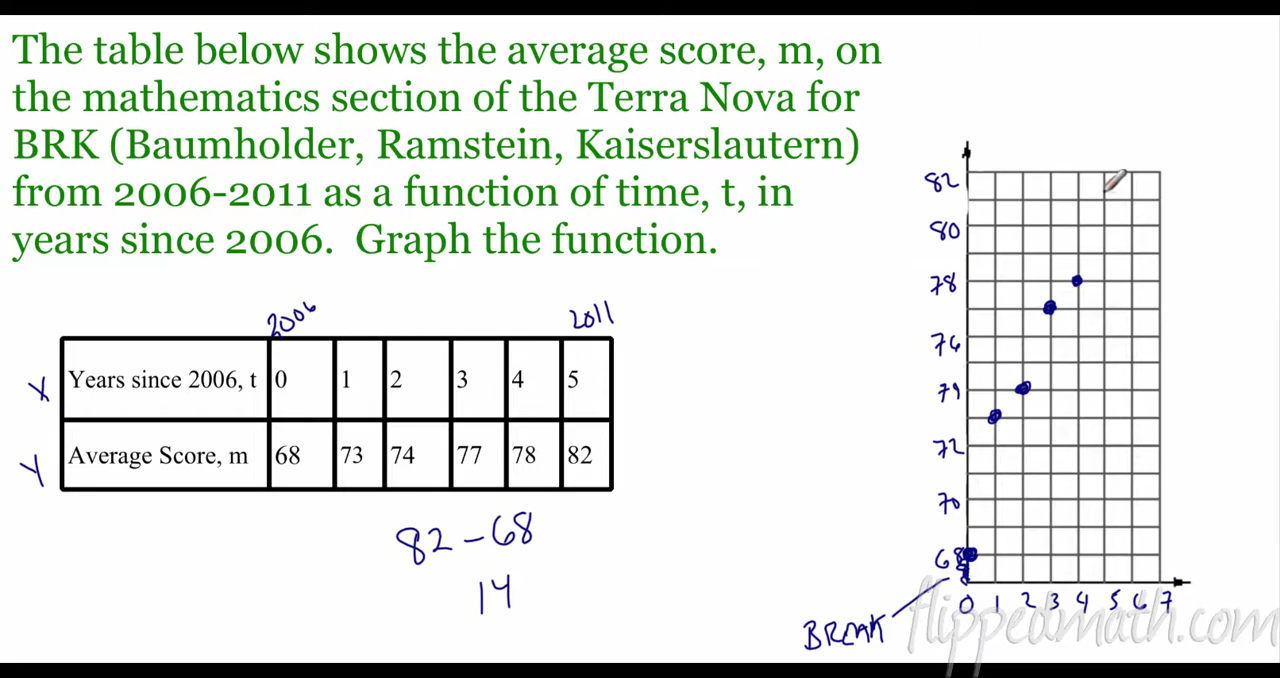 The table below shows the average score, m, on
the mathematics section of the Terra Nova for
BRK (Baumholder, Ramstein, Kaiserslautern)
from 2006-2011 as a function of time, t, in
years since 2006. Graph the function.
2006 2011
X Years since 2006, t 0 1 2 3 4 5
Y Average Score, m 68 73 74 77 78 82
82 - 68
14
82
80
78
76
74
72
70
68
0 1 2 3 4 5 6 7
BREAK
flippedmath.com